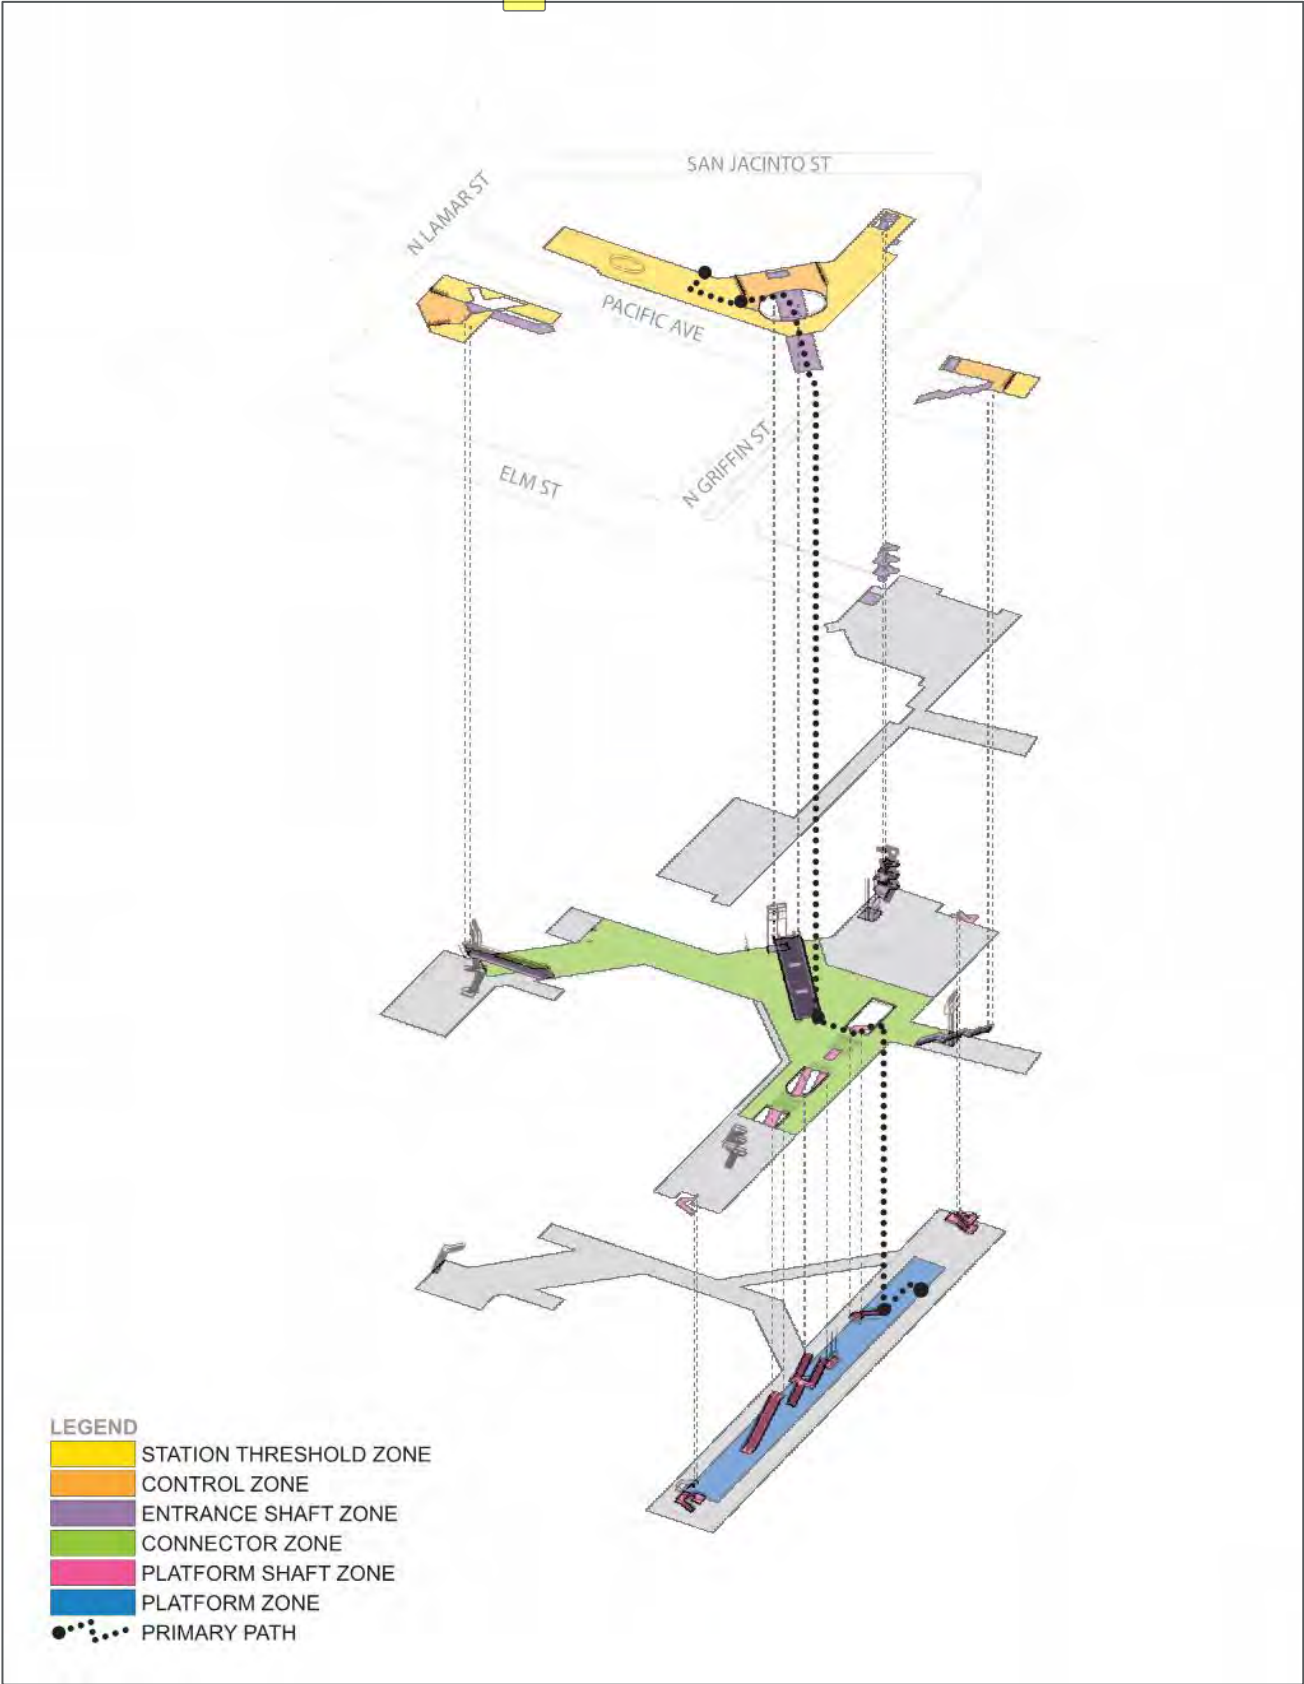 SAN JACINTO ST
N LAMAR ST
PACIFIC AVE
N GRIFFIN ST
ELM ST
LEGEND
STATION THRESHOLD ZONE
CONTROL ZONE
ENTRANCE SHAFT ZONE
CONNECTOR ZONE
PLATFORM SHAFT ZONE
PLATFORM ZONE
PRIMARY PATH